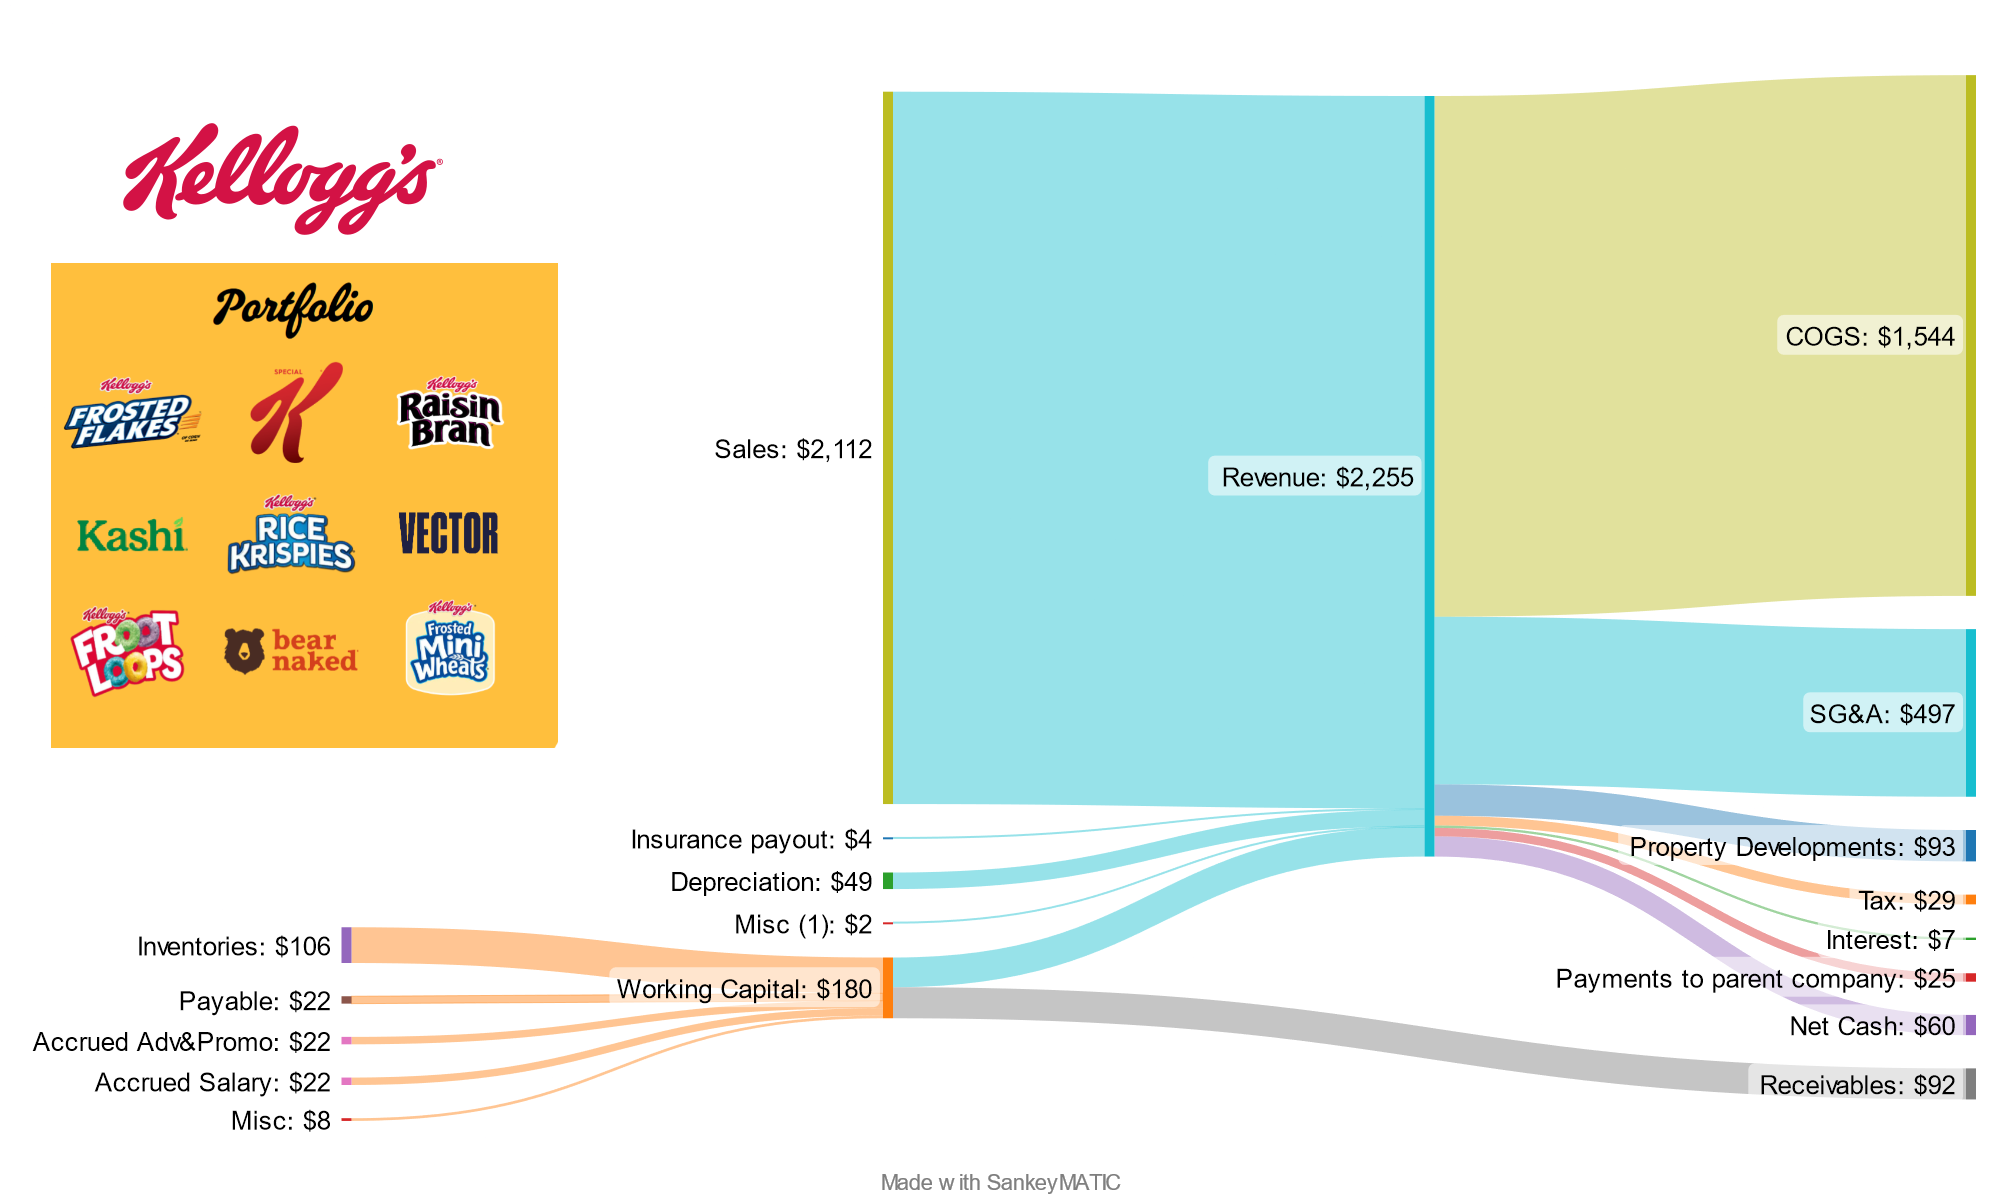 Kellogg's®
Portfolio
Kellogg's
FROSTED
FLAKES
OF CORN
SPECIAL
K
Kellogg's
Raisin
Bran
Kashi
Kellogg's
RICE
KRISPIES
VECTOR
Kellogg's
FROOT
LOOPS
bear
naked
Kellogg's
Frosted
Mini
Wheats
Sales: $2,112
Insurance payout: $4
Depreciation: $49
Misc (1): $2
Inventories: $106
Payable: $22
Accrued Adv&Promo: $22
Accrued Salary: $22
Misc: $8
Working Capital: $180
Revenue: $2,255
COGS: $1,544
SG&A: $497
Property Developments: $93
Tax: $29
Interest: $7
Payments to parent company: $25
Net Cash: $60
Receivables: $92
Made with SankeyMATIC